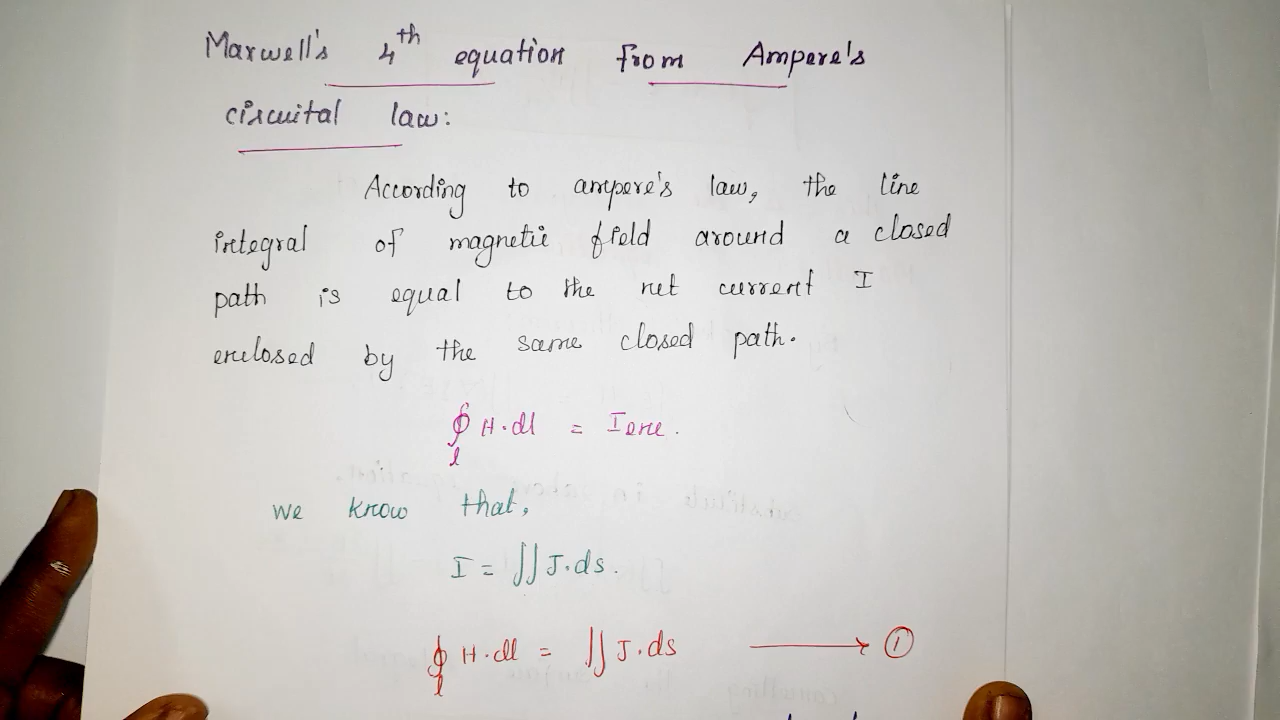 Maxwell's 4th equation from Ampere's
circuital law:
According to ampere's law, the line
integral of magnetic field around a closed
path is equal to the net current I
enclosed by the same closed path.
∮l H·dl = Ienc.
we know that,
I = ∬ J·ds.
∮l H·dl = ∬ J·ds ⟶ ①